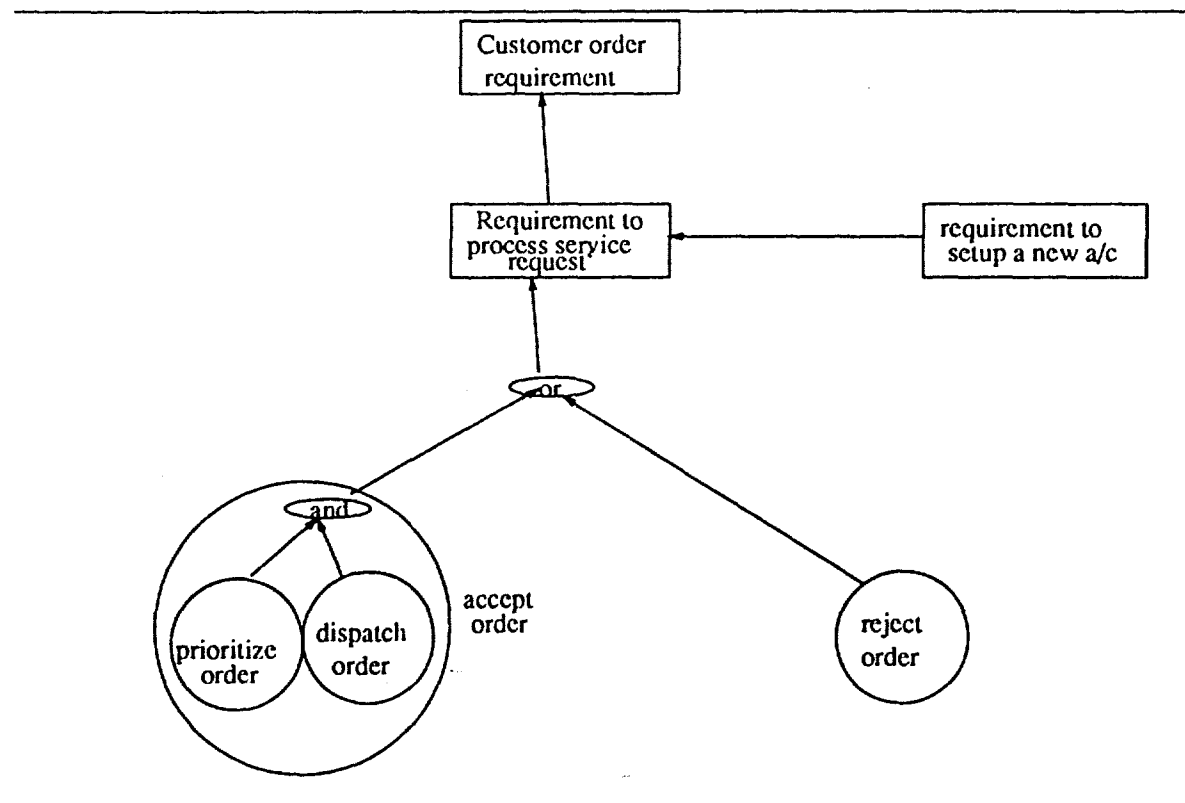 Customer order
requirement
Requirement to
process service
request
requirement to
setup a new a/c
or
and
accept
order
prioritize
order
dispatch
order
reject
order